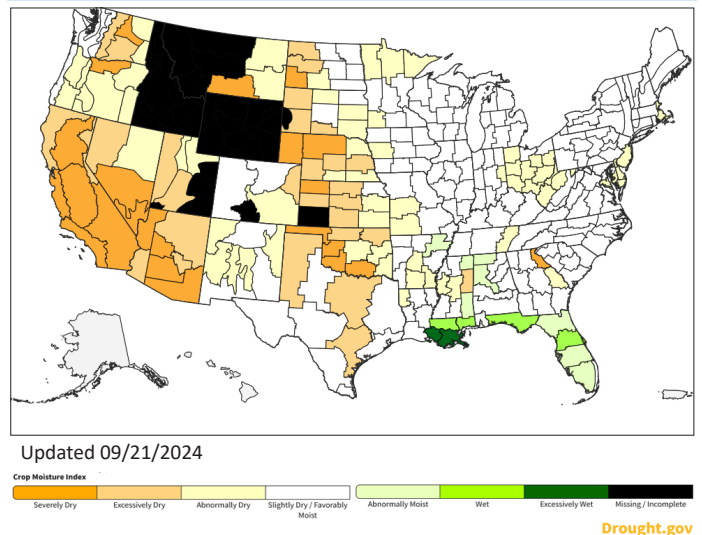 Updated 09/21/2024
Crop Moisture Index
Severely Dry
Excessively Dry
Abnormally Dry
Slightly Dry / Favorably
Moist
Abnormally Moist
Wet
Excessively Wet
Missing / Incomplete
Drought.gov